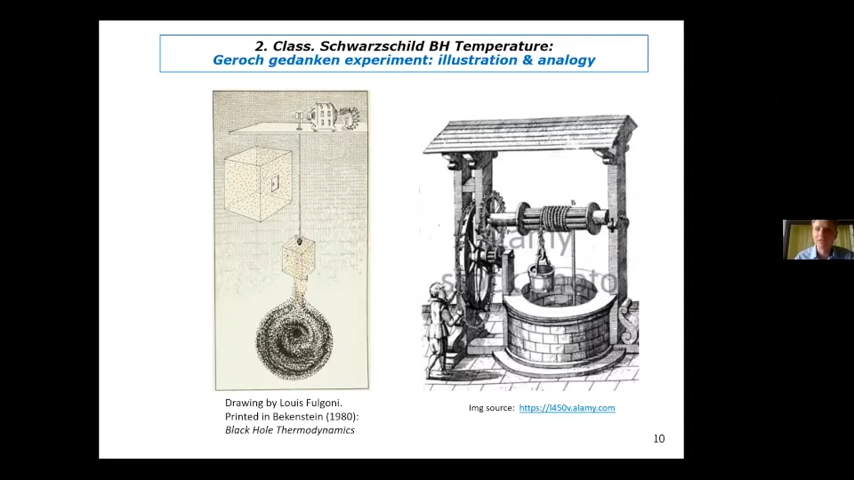 2. Class. Schwarzschild BH Temperature:
Geroch gedanken experiment: illustration & analogy
B
alamy
Drawing by Louis Fulgoni.
Printed in Bekenstein (1980):
Black Hole Thermodynamics
Img source: https://l450v.alamy.com
10